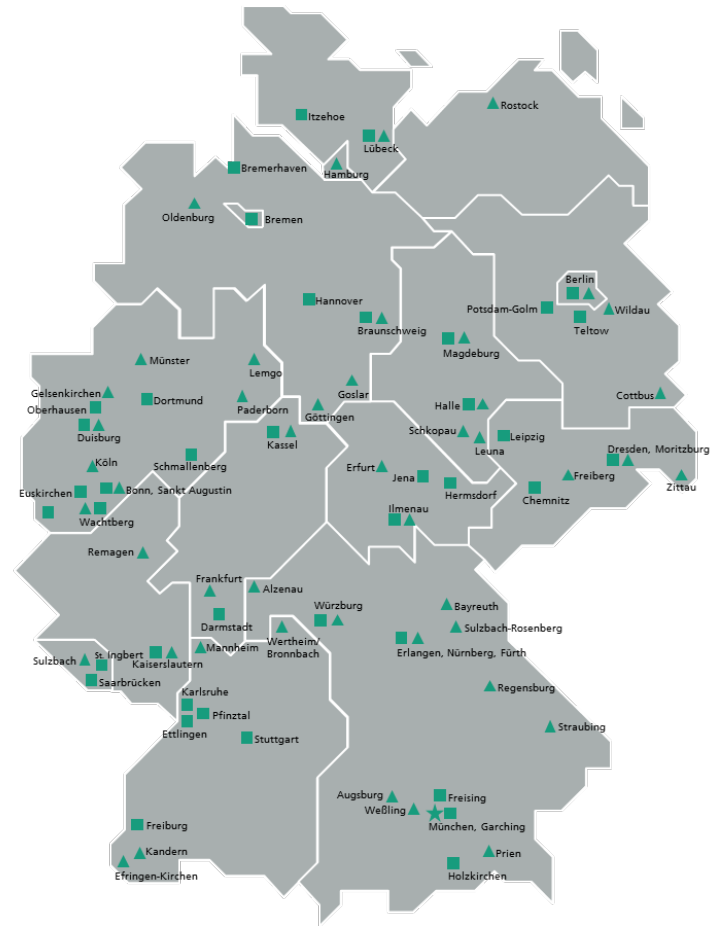 Rostock
Itzehoe
Lübeck
Hamburg
Bremerhaven
Oldenburg
Bremen
Berlin
Hannover
Potsdam-Golm
Wildau
Teltow
Braunschweig
Magdeburg
Münster
Lemgo
Goslar
Gelsenkirchen
Cottbus
Dortmund
Paderborn
Oberhausen
Göttingen
Halle
Duisburg
Kassel
Schkopau
Leipzig
Leuna
Dresden, Moritzburg
Köln
Schmallenberg
Erfurt
Jena
Freiberg
Zittau
Hermsdorf
Chemnitz
Euskirchen
Bonn, Sankt Augustin
Ilmenau
Wachtberg
Remagen
Frankfurt
Alzenau
Würzburg
Bayreuth
Darmstadt
Sulzbach-Rosenberg
Wertheim/
Bronnbach
Mannheim
Erlangen, Nürnberg, Fürth
St. Ingbert
Sulzbach
Kaiserslautern
Saarbrücken
Regensburg
Karlsruhe
Pfinztal
Ettlingen
Straubing
Stuttgart
Augsburg
Freising
Weßling
München, Garching
Freiburg
Kandern
Prien
Efringen-Kirchen
Holzkirchen